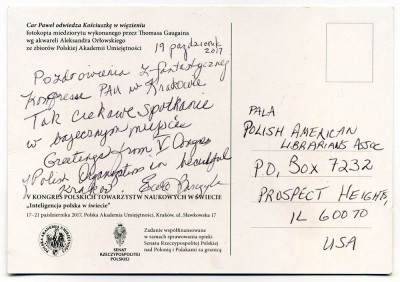 Car Paweł odwiedza Kościuszkę w więzieniu
fotokopia miedziorytu wykonanego przez Thomasa Gaugaina
wg akwareli Aleksandra Orłowskiego
ze zbiorów Polskiej Akademii Umiejętności
19 październik
2017
Pozdrowienia z fantastycznego
Kongresu PAU w Krakowie
Tak ciekawe spotkanie
w bajecznym miejscu
Greetings from V Congress
of Polish Organizations in beautiful
Krakow.
V KONGRES POLSKICH TOWARZYSTW NAUKOWYCH W ŚWIECIE
„Inteligencja polska w świecie”
17-21 października 2017, Polska Akademia Umiejętności, Kraków, ul. Sławkowska 17
SENAT
RZECZYPOSPOLITEJ
POLSKIEJ
Zadanie współfinansowane
w ramach sprawowania opieki
Senatu Rzeczypospolitej Polskiej
nad Polonią i Polakami za granicą
PALA
POLISH AMERICAN
LIBRARIANS ASSOC
PO, BOX 7232
PROSPECT HEIGHTS,
IL 60070
USA